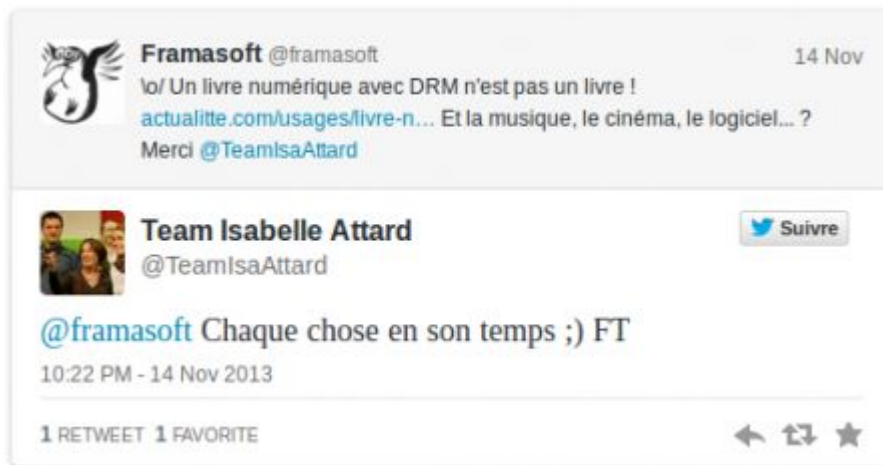 Framasoft @framasoft 14 Nov
\o/ Un livre numérique avec DRM n'est pas un livre !
actualitte.com/usages/livre-n… Et la musique, le cinéma, le logiciel... ?
Merci @TeamIsaAttard
Team Isabelle Attard
@TeamIsaAttard
Suivre
@framasoft Chaque chose en son temps ;) FT
10:22 PM - 14 Nov 2013
1 RETWEET 1 FAVORITE